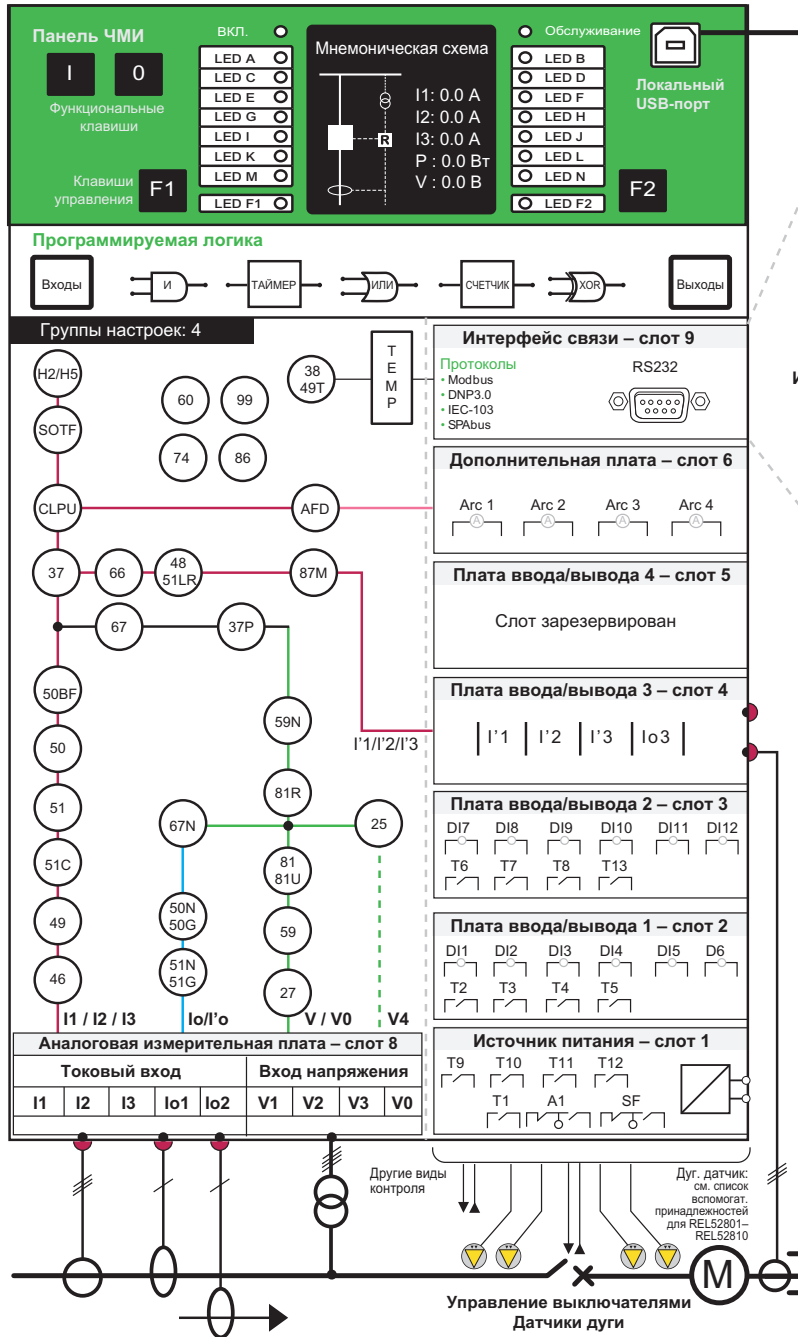 Панель ЧМИ
I
0
Функциональные
клавиши
Клавиши
управления
F1
ВКЛ.
LED A
LED C
LED E
LED G
LED I
LED K
LED M
LED F1
Мнемоническая схема
R
I1: 0.0 A
I2: 0.0 A
I3: 0.0 A
P : 0.0 Вт
V : 0.0 В
Обслуживание
LED B
LED D
LED F
LED H
LED J
LED L
LED N
LED F2
F2
Локальный
USB-порт
Программируемая логика
Входы
И
ТАЙМЕР
ИЛИ
СЧЕТЧИК
XOR
Выходы
Группы настроек: 4
H2/H5
SOTF
60
99
38
49T
TEMP
74
86
CLPU
AFD
37
66
48
51LR
87M
67
37P
50BF
59N
I'1/I'2/I'3
50
81R
51
67N
25
51C
81
81U
49
50N
50G
59
46
51N
51G
27
I1 / I2 / I3
Io/I'o
V / V0
V4
Интерфейс связи – слот 9
Протоколы
• Modbus
• DNP3.0
• IEC-103
• SPAbus
RS232
И
Дополнительная плата – слот 6
Arc 1 Arc 2 Arc 3 Arc 4
A A A A
Плата ввода/вывода 4 – слот 5
Слот зарезервирован
Плата ввода/вывода 3 – слот 4
I'1 I'2 I'3 Io3
Плата ввода/вывода 2 – слот 3
DI7 DI8 DI9 DI10 DI11 DI12
T6 T7 T8 T13
Плата ввода/вывода 1 – слот 2
DI1 DI2 DI3 DI4 DI5 D6
T2 T3 T4 T5
Источник питания – слот 1
T9 T10 T11 T12
T1 A1 SF
Аналоговая измерительная плата – слот 8
Токовый вход Вход напряжения
I1 I2 I3 Io1 Io2 V1 V2 V3 V0
Другие виды
контроля
Дуг. датчик:
см. список
вспомогат.
принадлежностей
для REL52801–
REL52810
M
Управление выключателями
Датчики дуги